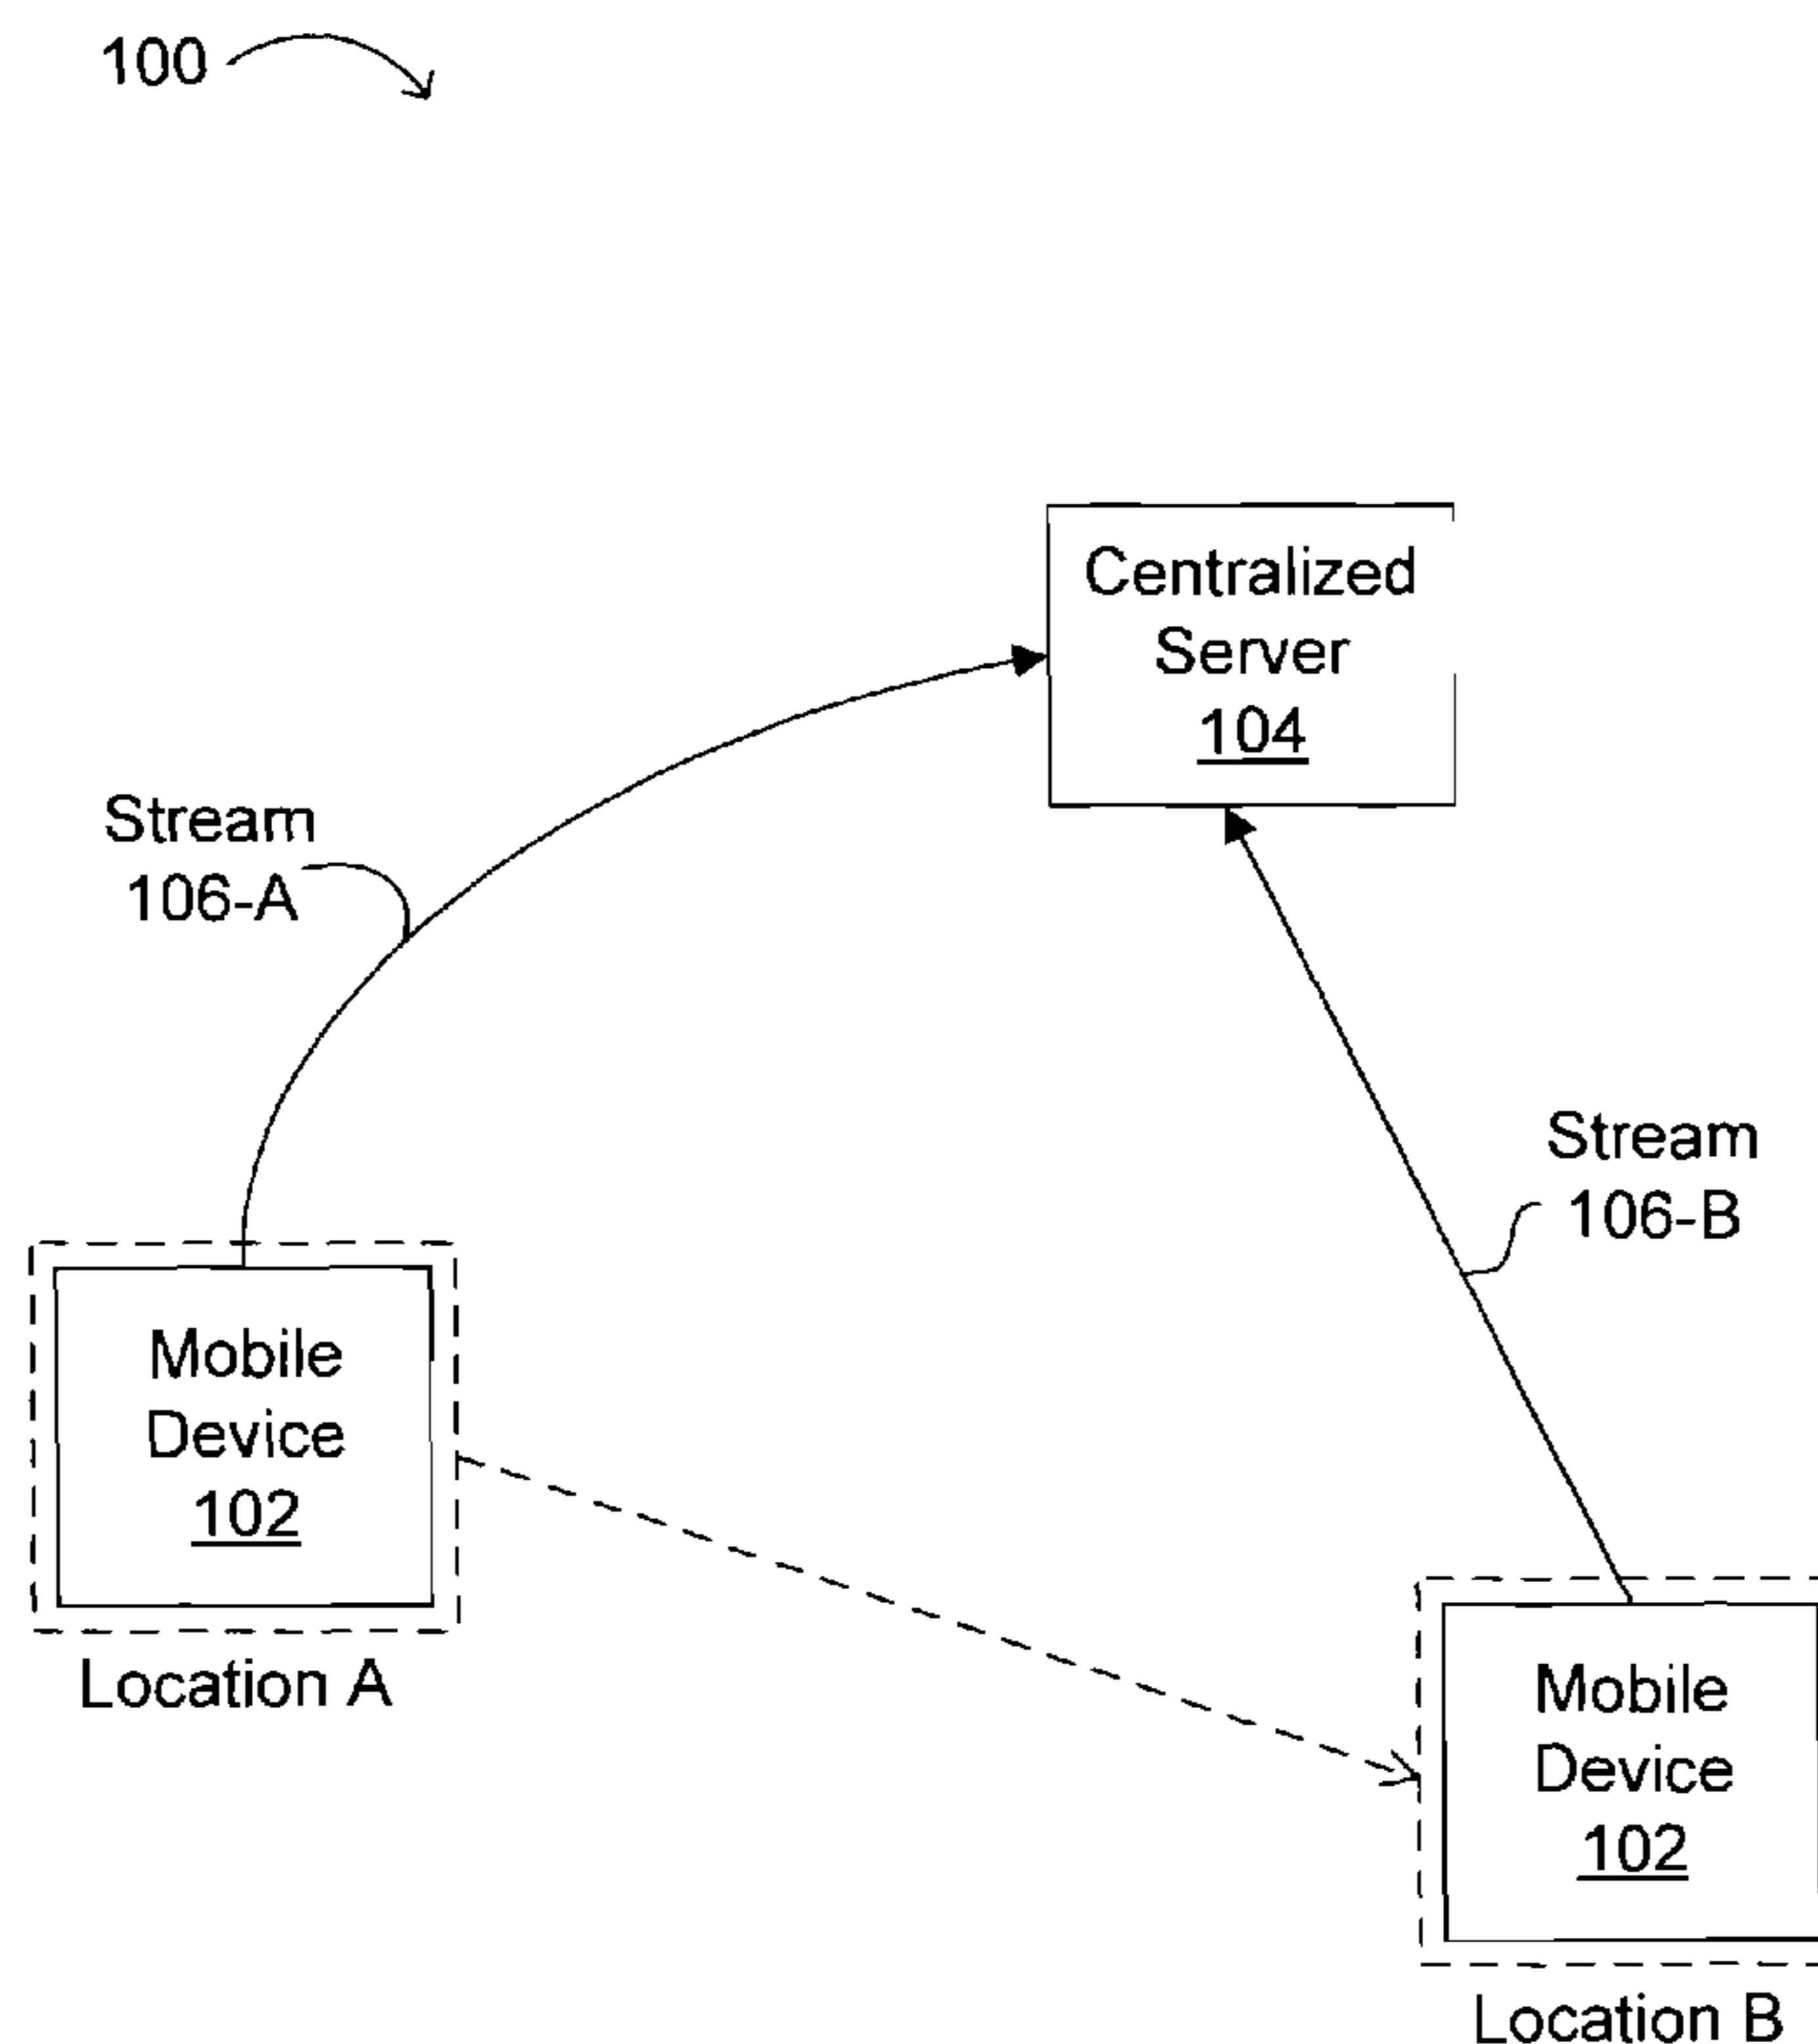 100
Centralized
Server
104
Stream
106-A
Stream
106-B
Mobile
Device
102
Location A
Mobile
Device
102
Location B